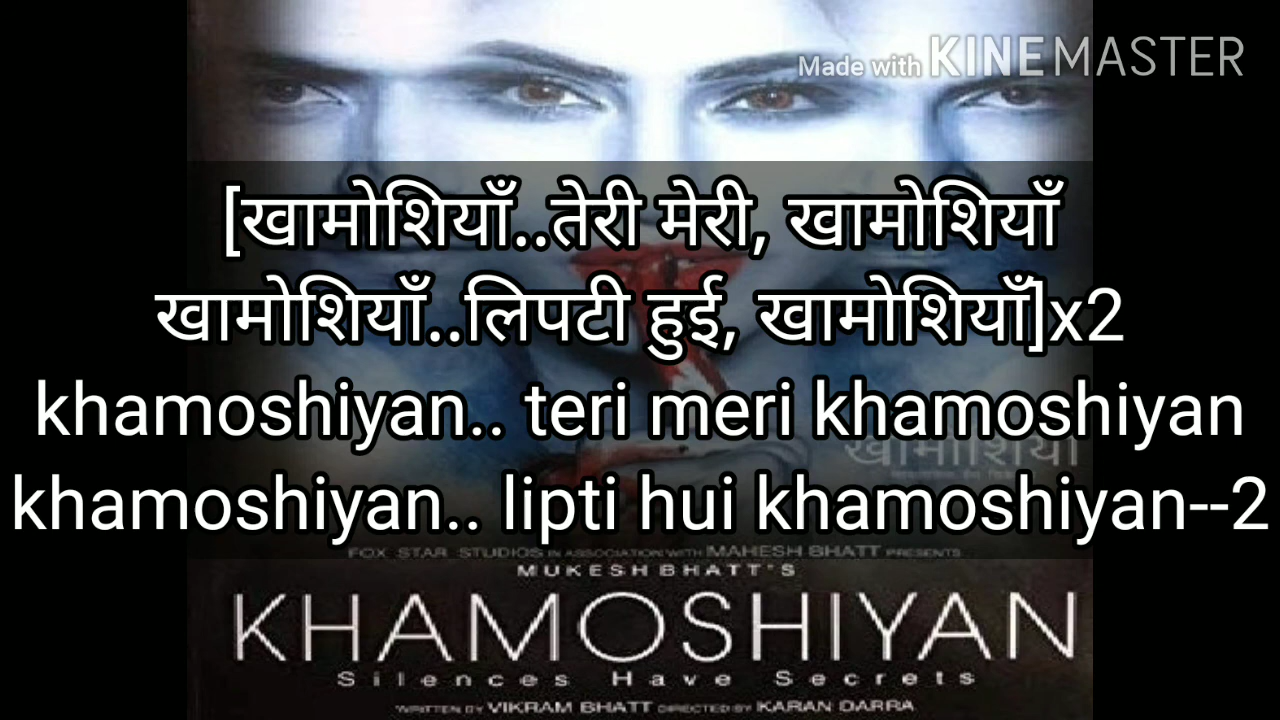 Made with KINEMASTER
[खामोशियाँ..तेरी मेरी, खामोशियाँ
खामोशियाँ..लिपटी हुई, खामोशियाँ]x2
khamoshiyan.. teri meri khamoshiyan
खामोशियां
khamoshiyan.. lipti hui khamoshiyan--2
FOX STAR STUDIOS IN ASSOCIATION WITH MAHESH BHATT PRESENTS
MUKESH BHATT'S
KHAMOSHIYAN
Silences Have Secrets
WRITTEN BY VIKRAM BHATT DIRECTED BY KARAN DARRA